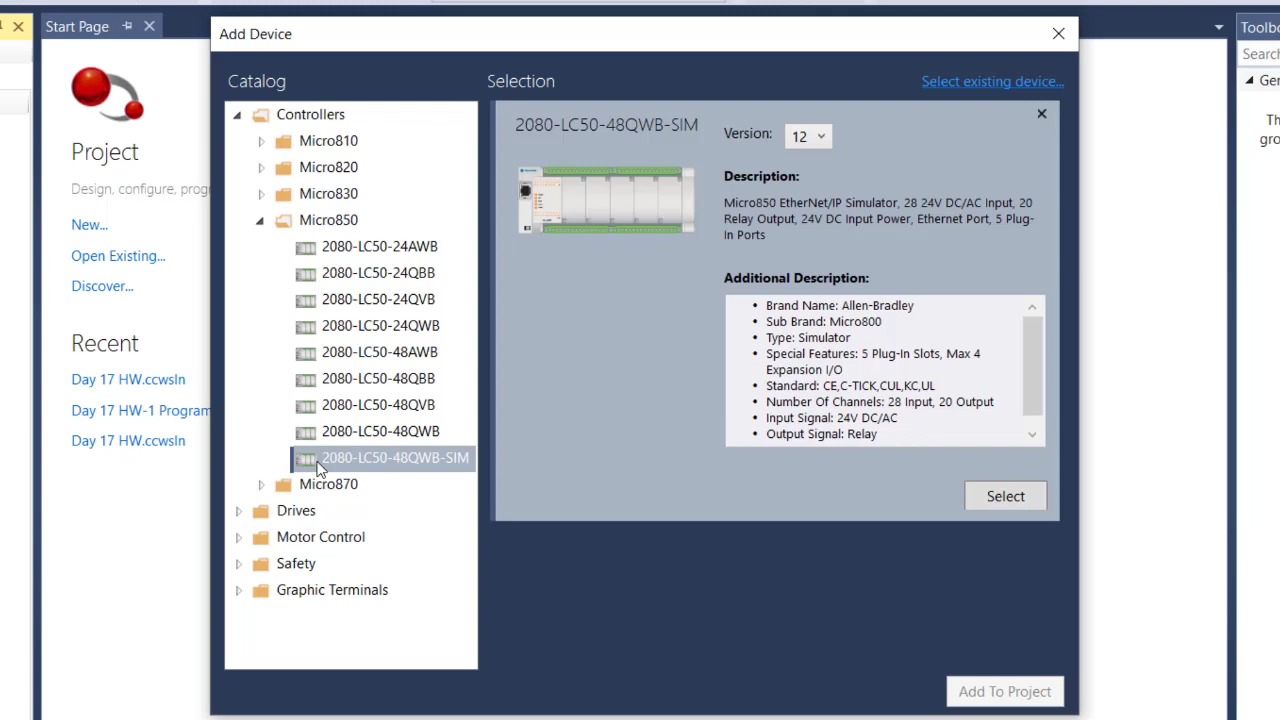 Start Page
Project
Design, configure, prog
New...
Open Existing...
Discover...
Recent
Day 17 HW.ccwsln
Day 17 HW-1 Program
Day 17 HW.ccwsln
Add Device
Catalog
Controllers
Micro810
Micro820
Micro830
Micro850
2080-LC50-24AWB
2080-LC50-24QBB
2080-LC50-24QVB
2080-LC50-24QWB
2080-LC50-48AWB
2080-LC50-48QBB
2080-LC50-48QVB
2080-LC50-48QWB
2080-LC50-48QWB-SIM
Micro870
Drives
Motor Control
Safety
Graphic Terminals
Selection
Select existing device...
2080-LC50-48QWB-SIM
Version: 12
Description:
Micro850 EtherNet/IP Simulator, 28 24V DC/AC Input, 20
Relay Output, 24V DC Input Power, Ethernet Port, 5 Plug-
In Ports
Additional Description:
• Brand Name: Allen-Bradley
• Sub Brand: Micro800
• Type: Simulator
• Special Features: 5 Plug-In Slots, Max 4
Expansion I/O
• Standard: CE,C-TICK,CUL,KC,UL
• Number Of Channels: 28 Input, 20 Output
• Input Signal: 24V DC/AC
• Output Signal: Relay
Select
Add To Project
Toolbo
Search
Ger
Th
gro